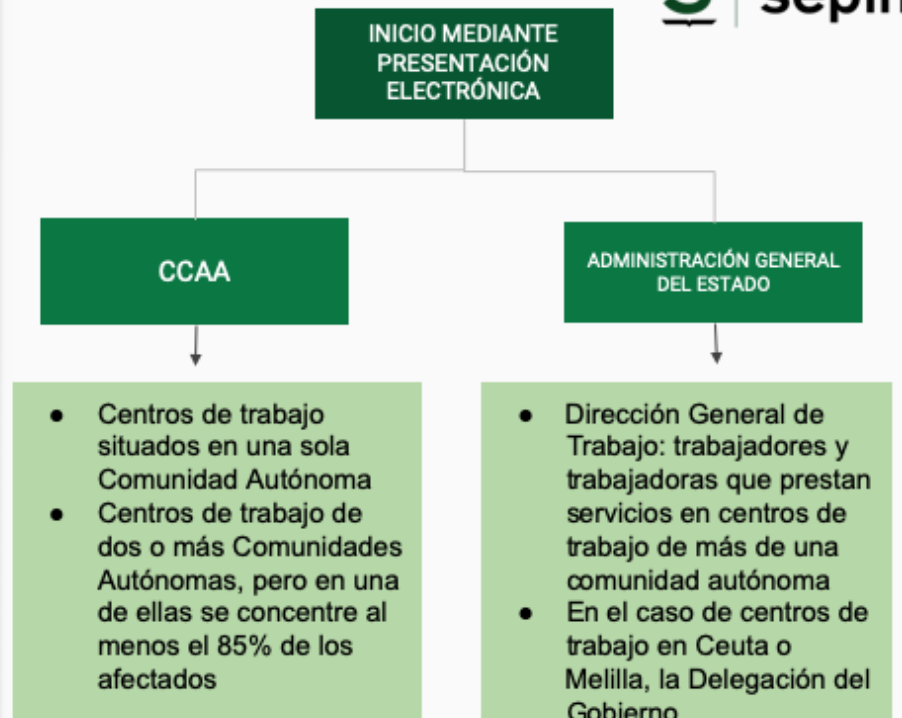 INICIO MEDIANTE
PRESENTACIÓN
ELECTRÓNICA
CCAA
ADMINISTRACIÓN GENERAL
DEL ESTADO
● Centros de trabajo
situados en una sola
Comunidad Autónoma
● Centros de trabajo de
dos o más Comunidades
Autónomas, pero en una
de ellas se concentre al
menos el 85% de los
afectados
● Dirección General de
Trabajo: trabajadores y
trabajadoras que prestan
servicios en centros de
trabajo de más de una
comunidad autónoma
● En el caso de centros de
trabajo en Ceuta o
Melilla, la Delegación del
Gobierno